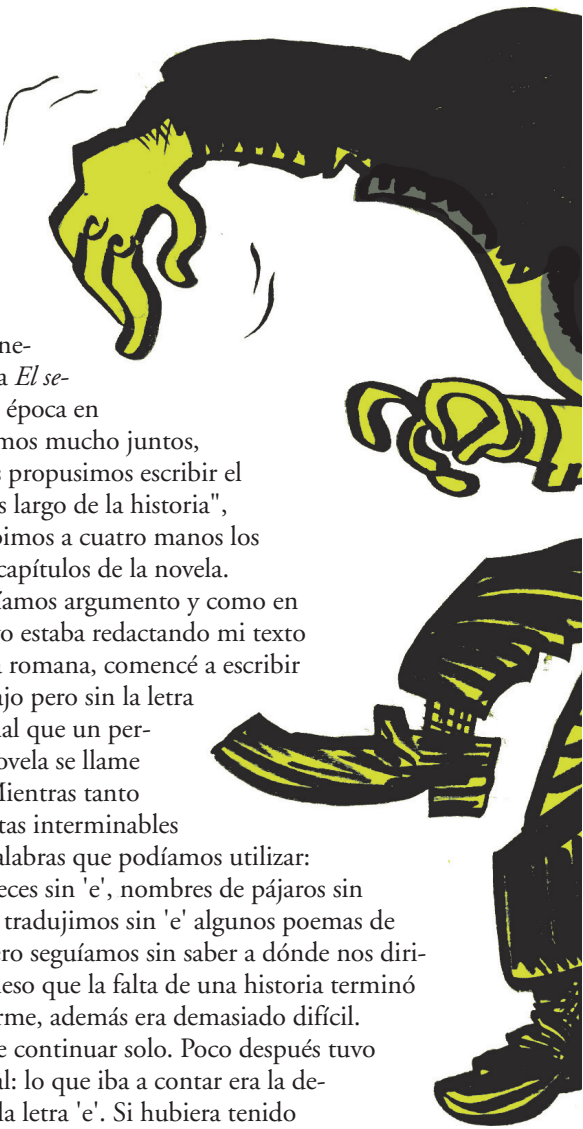 ne-
a El se-
época en
mos mucho juntos,
s propusimos escribir el
s largo de la historia",
bimos a cuatro manos los
capítulos de la novela.
íamos argumento y como en
yo estaba redactando mi texto
a romana, comencé a escribir
ajo pero sin la letra
al que un per-
ovela se llame
Mientras tanto
tas interminables
alabras que podíamos utilizar:
eces sin 'e', nombres de pájaros sin
tradujimos sin 'e' algunos poemas de
ero seguíamos sin saber a dónde nos diri-
ieso que la falta de una historia terminó
rme, además era demasiado difícil.
e continuar solo. Poco después tuvo
al: lo que iba a contar era la de-
la letra 'e'. Si hubiera tenido